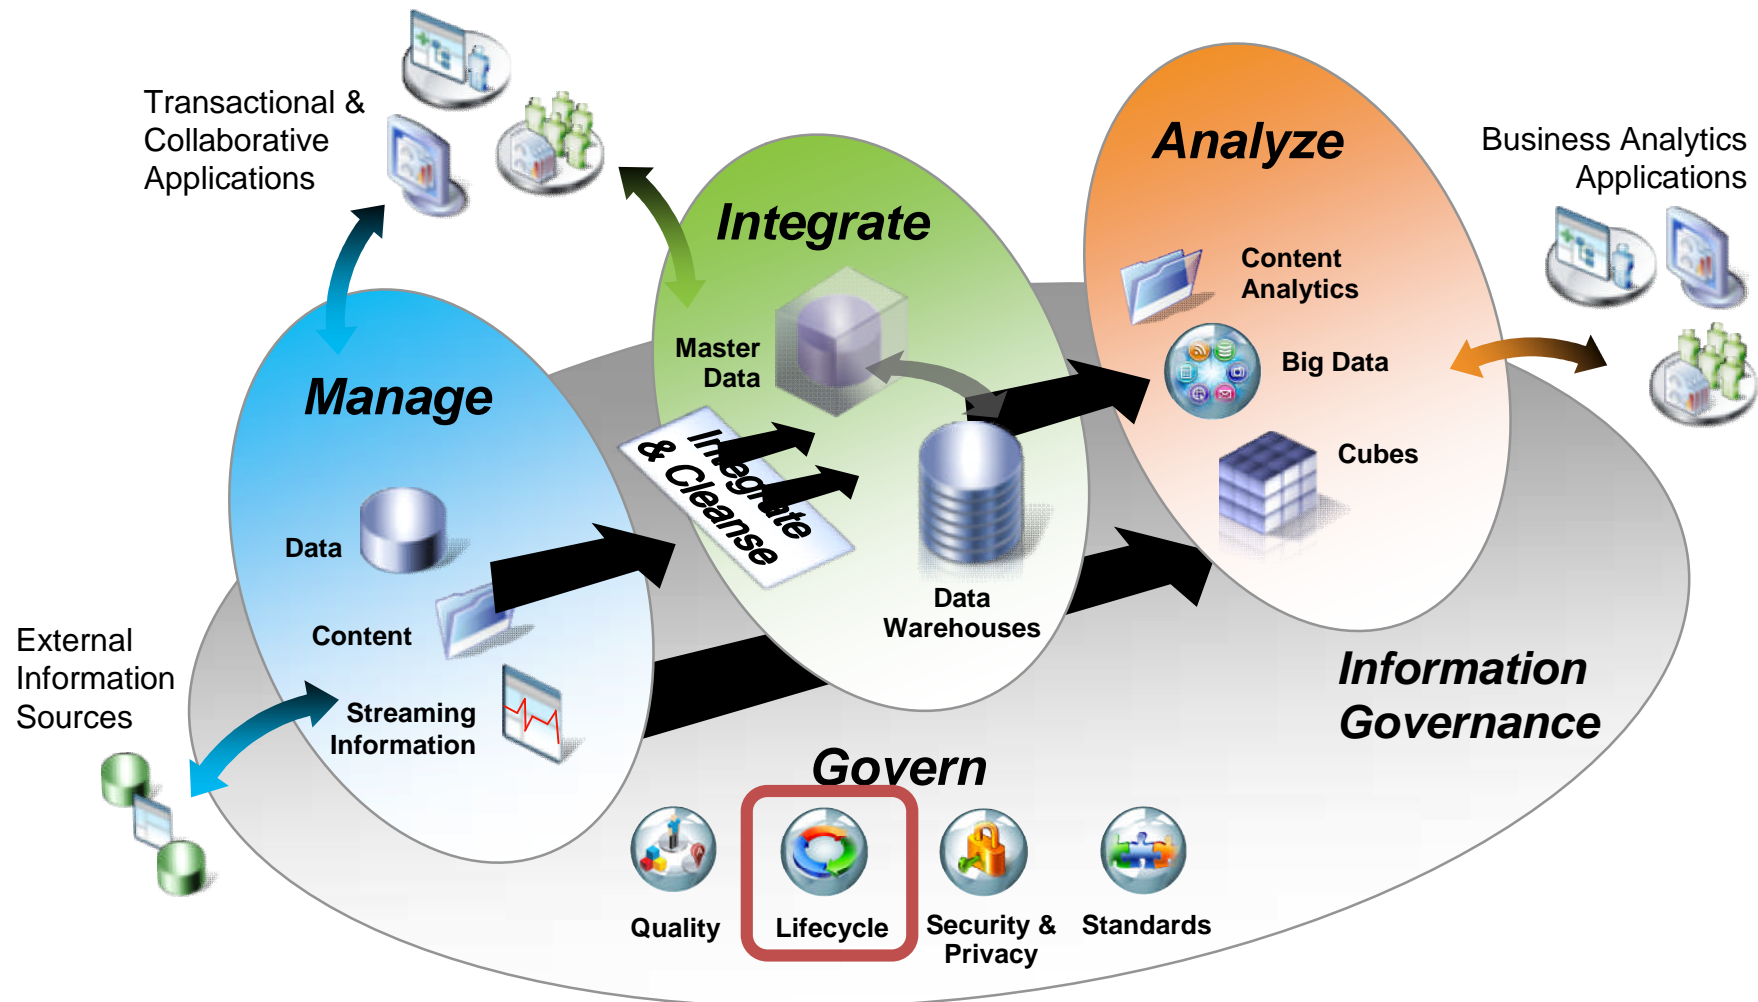 Transactional &
Collaborative
Applications
Analyze
Business Analytics
Applications
Integrate
Content
Analytics
Master
Data
Big Data
Manage
Integrate
& Cleanse
Cubes
Data
Data
Warehouses
Content
External
Information
Sources
Streaming
Information
Information
Governance
Govern
Quality
Lifecycle
Security &
Privacy
Standards